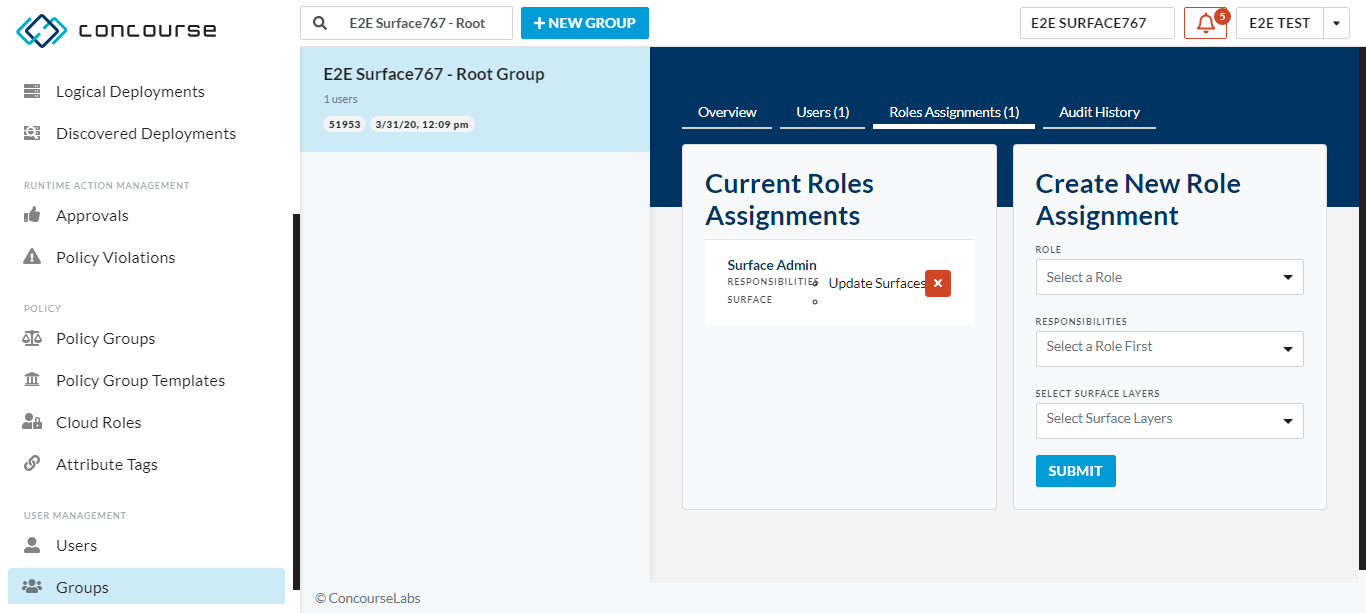 concourse
E2E Surface767 - Root
+ NEW GROUP
E2E SURFACE767
5
E2E TEST
Logical Deployments
Discovered Deployments
RUNTIME ACTION MANAGEMENT
Approvals
Policy Violations
POLICY
Policy Groups
Policy Group Templates
Cloud Roles
Attribute Tags
USER MANAGEMENT
Users
Groups
E2E Surface767 - Root Group
1 users
51953 3/31/20, 12:09 pm
Overview Users (1) Roles Assignments (1) Audit History
Current Roles
Assignments
Surface Admin
RESPONSIBILITIES Update Surfaces
SURFACE
Create New Role
Assignment
ROLE
Select a Role
RESPONSIBILITIES
Select a Role First
SELECT SURFACE LAYERS
Select Surface Layers
SUBMIT
© ConcourseLabs